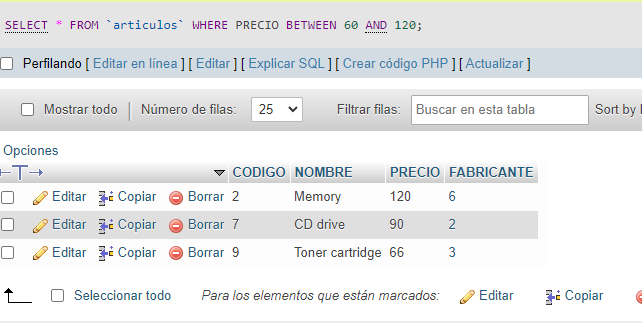 SELECT * FROM `articulos` WHERE PRECIO BETWEEN 60 AND 120;
Perfilando [ Editar en línea ] [ Editar ] [ Explicar SQL ] [ Crear código PHP ] [ Actualizar ]
Mostrar todo Número de filas: 25 Filtrar filas: Buscar en esta tabla Sort by
Opciones
CODIGO NOMBRE PRECIO FABRICANTE
Editar Copiar Borrar 2 Memory 120 6
Editar Copiar Borrar 7 CD drive 90 2
Editar Copiar Borrar 9 Toner cartridge 66 3
Seleccionar todo Para los elementos que están marcados: Editar Copiar